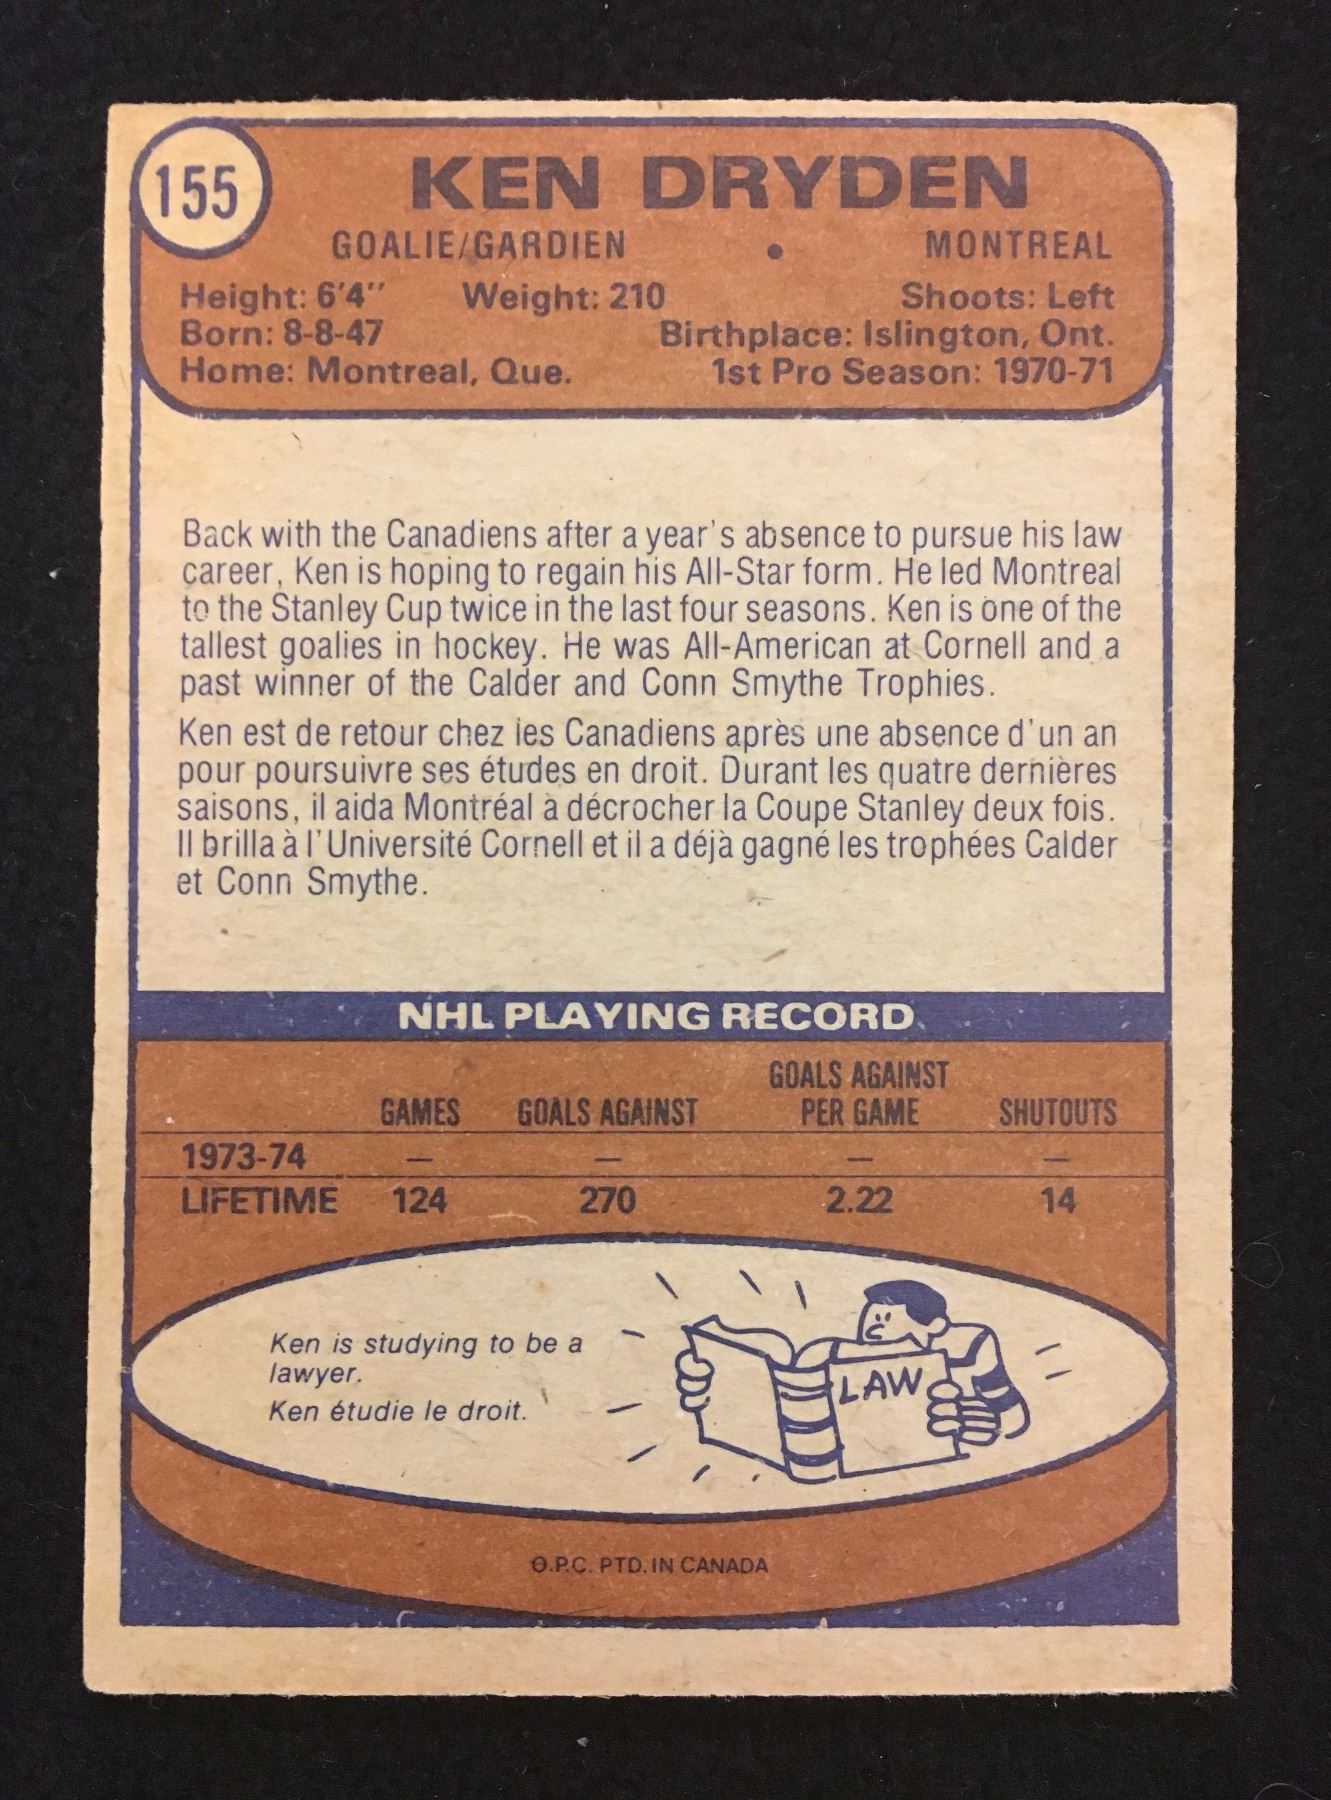 155
KEN DRYDEN
GOALIE/GARDIEN • MONTREAL
Height: 6'4'' Weight: 210 Shoots: Left
Born: 8-8-47 Birthplace: Islington, Ont.
Home: Montreal, Que. 1st Pro Season: 1970-71
Back with the Canadiens after a year's absence to pursue his law
career, Ken is hoping to regain his All-Star form. He led Montreal
to the Stanley Cup twice in the last four seasons. Ken is one of the
tallest goalies in hockey. He was All-American at Cornell and a
past winner of the Calder and Conn Smythe Trophies.
Ken est de retour chez les Canadiens après une absence d'un an
pour poursuivre ses études en droit. Durant les quatre dernières
saisons, il aida Montréal à décrocher la Coupe Stanley deux fois.
Il brilla à l'Université Cornell et il a déjà gagné les trophées Calder
et Conn Smythe.
NHL PLAYING RECORD
GAMES GOALS AGAINST GOALS AGAINST PER GAME SHUTOUTS
1973-74 — — — —
LIFETIME 124 270 2.22 14
Ken is studying to be a
lawyer.
Ken étudie le droit.
LAW
O.P.C. PTD. IN CANADA